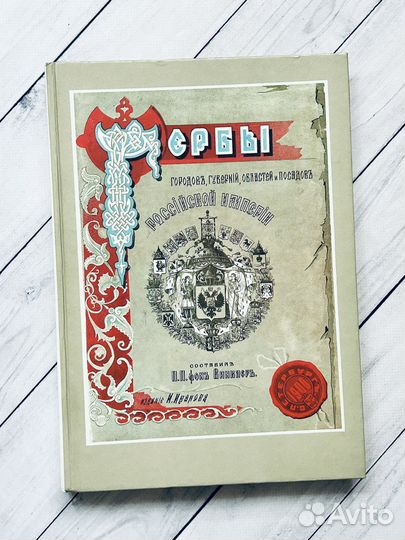 ГЕРБЫ
ГОРОДОВЪ, ГУБЕРНІЙ, ОБЛАСТЕЙ И ПОСАДОВЪ
РОССІЙСКОЙ ИМПЕРІИ
СОСТАВИЛЪ
П.П. фонъ Винклеръ.
изданіе И.Иванова
Avito